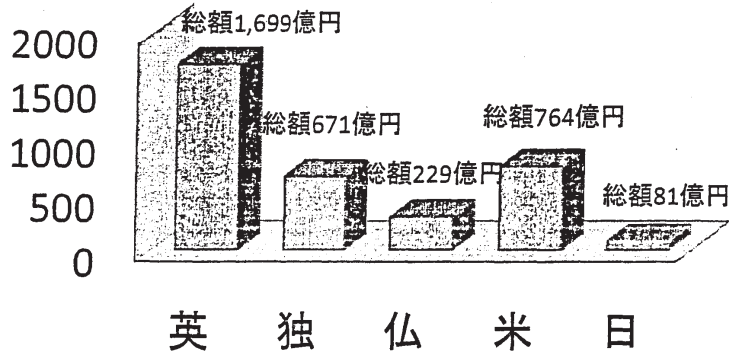 総額1,699億円
2000
1500
総額671億円
総額764億円
1000
総額229億円
500
総額81億円
0
英 独 仏 米 日